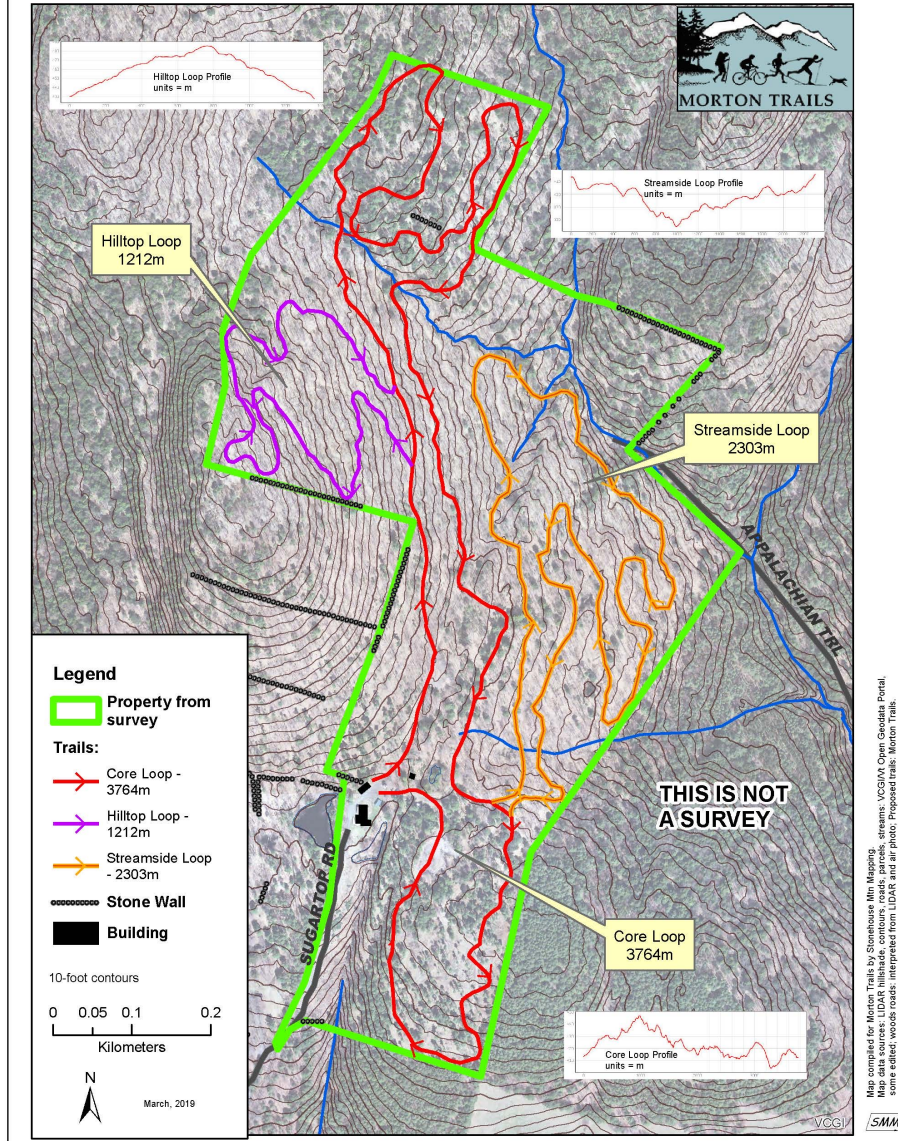 Hilltop Loop Profile
units = m
MORTON TRAILS
Streamside Loop Profile
units = m
Hilltop Loop
1212m
Streamside Loop
2303m
APPALACHIAN TRL
Legend
Property from
survey
Trails:
Core Loop -
3764m
Hilltop Loop -
1212m
Streamside Loop
- 2303m
Stone Wall
Building
10-foot contours
0 0.05 0.1 0.2
Kilometers
N
March, 2019
SUGARTOP RD
THIS IS NOT
A SURVEY
Core Loop
3764m
Core Loop Profile
units = m
VCGI
Map compiled for Morton Trails by Stonehouse Mtn Mapping.
Map data sources: LIDAR hillshade, contours, roads, parcels, streams: VCGI/Vt Open Geodata Portal,
some edited; woods roads: interpreted from LIDAR and air photo; Proposed trails: Morton Trails.
SMM